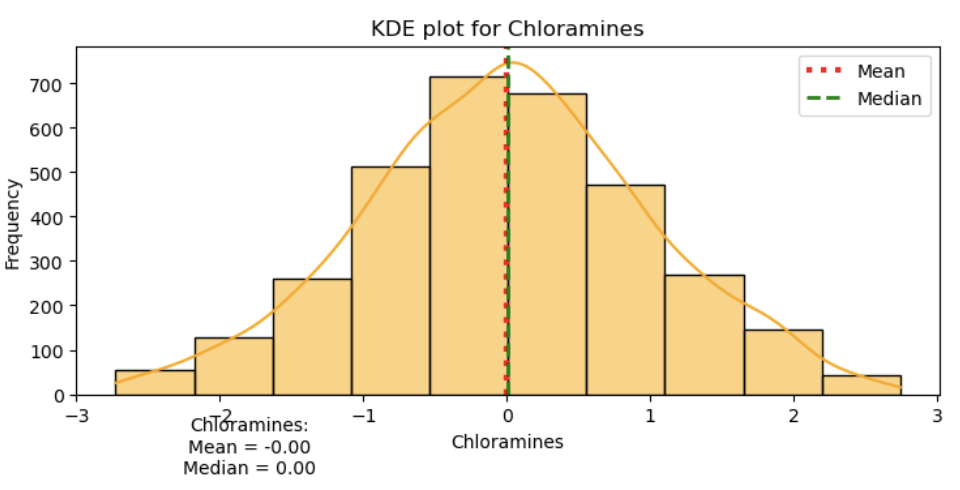 KDE plot for Chloramines
Mean
Median
Frequency
700
600
500
400
300
200
100
0
−3
−2
−1
0
1
2
3
Chloramines
Chloramines:
Mean = -0.00
Median = 0.00